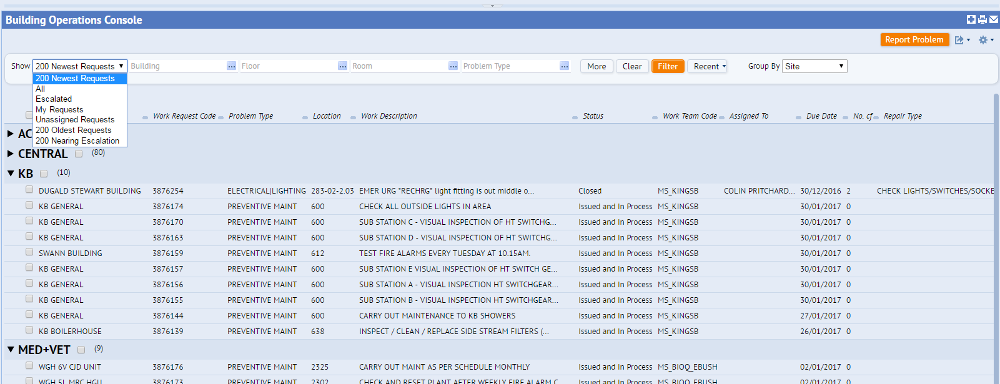 Building Operations Console
Report Problem
Show 200 Newest Requests Building Floor Room Problem Type More Clear Filter Recent Group By Site
200 Newest Requests
All
Escalated
My Requests
Unassigned Requests
200 Oldest Requests
200 Nearing Escalation
Work Request Code Problem Type Location Work Description Status Work Team Code Assigned To Due Date No. cf Repair Type
AC
CENTRAL (80)
KB (10)
DUGALD STEWART BUILDING 3876254 ELECTRICAL|LIGHTING 283-02-2.03 EMER URG *RECHRG* light fitting is out middle o... Closed MS_KINGSB COLIN PRITCHARD... 30/12/2016 2 CHECK LIGHTS/SWITCHES/SOCKE
KB GENERAL 3876174 PREVENTIVE MAINT 600 CHECK ALL OUTSIDE LIGHTS IN AREA Issued and In Process MS_KINGSB 30/01/2017 0
KB GENERAL 3876170 PREVENTIVE MAINT 600 SUB STATION C - VISUAL INSPECTION OF HT SWITCHG... Issued and In Process MS_KINGSB 30/01/2017 0
KB GENERAL 3876163 PREVENTIVE MAINT 600 SUB STATION D - VISUAL INSPECTION OF HT SWITCHG... Issued and In Process MS_KINGSB 30/01/2017 0
SWANN BUILDING 3876159 PREVENTIVE MAINT 612 TEST FIRE ALARMS EVERY TUESDAY AT 10.15AM. Issued and In Process MS_KINGSB 30/01/2017 0
KB GENERAL 3876157 PREVENTIVE MAINT 600 SUB STATION E VISUAL INSPECTION OF HT SWITCH GE... Issued and In Process MS_KINGSB 30/01/2017 0
KB GENERAL 3876156 PREVENTIVE MAINT 600 SUB STATION A - VISUAL INSPECTION HT SWITCHGEAR... Issued and In Process MS_KINGSB 30/01/2017 0
KB GENERAL 3876155 PREVENTIVE MAINT 600 SUB STATION B - VISUAL INSPECTION HT SWITCHGEAR... Issued and In Process MS_KINGSB 30/01/2017 0
KB GENERAL 3876144 PREVENTIVE MAINT 600 CARRY OUT MAINTENANCE TO KB SHOWERS Issued and In Process MS_KINGSB 27/01/2017 0
KB BOILERHOUSE 3876139 PREVENTIVE MAINT 638 INSPECT / CLEAN / REPLACE SIDE STREAM FILTERS (... Issued and In Process MS_KINGSB 26/01/2017 0
MED+VET (9)
WGH 6V CJD UNIT 3876176 PREVENTIVE MAINT 2325 CARRY OUT MAINT AS PER SCHEDULE MONTHLY Issued and In Process MS_BIOQ_EBUSH 02/01/2017 0
WGH 5L MRC HGU 3876173 PREVENTIVE MAINT 2302 CHECK AND RESET PLANT AFTER WEEKLY FIRE ALARM C Issued and In Process MS_BIOQ_EBUSH 02/01/2017 0